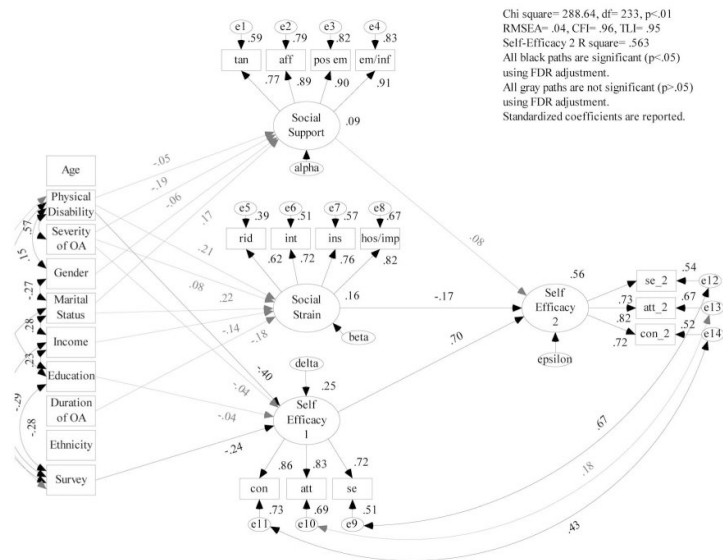 Chi square= 288.64, df= 233, p<.01
RMSEA= .04, CFI= .96, TLI= .95
Self-Efficacy 2 R square= .563
All black paths are significant (p<.05)
using FDR adjustment.
All gray paths are not significant (p>.05)
using FDR adjustment.
Standardized coefficients are reported.
e1 e2 e3 e4
.59 .79 .82 .83
tan aff pos em em/inf
.77 .89 .90 .91
Social
Support
.09
alpha
-.05
-.19
-.06
.17
.08
Age
Physical
Disability
Severity
of OA
Gender
Marital
Status
Income
Education
Duration
of OA
Ethnicity
Survey
.57
.15
-.27
.28
.23
-.29
-.28
e5 e6 e7 e8
.39 .51 .57 .67
rid int ins hos/imp
.62 .72 .76 .82
Social
Strain
.16
beta
.21
.08
.22
-.14
-.18
-.17
.70
-.40
-.04
-.04
-.24
delta
.25
Self
Efficacy
1
.86 .83 .72
con att se
.73 .69 .51
e11 e10 e9
.56
Self
Efficacy
2
epsilon
.73
.82
.72
se_2
att_2
con_2
.54
.67
.52
e12
e13
e14
.67
.18
.43